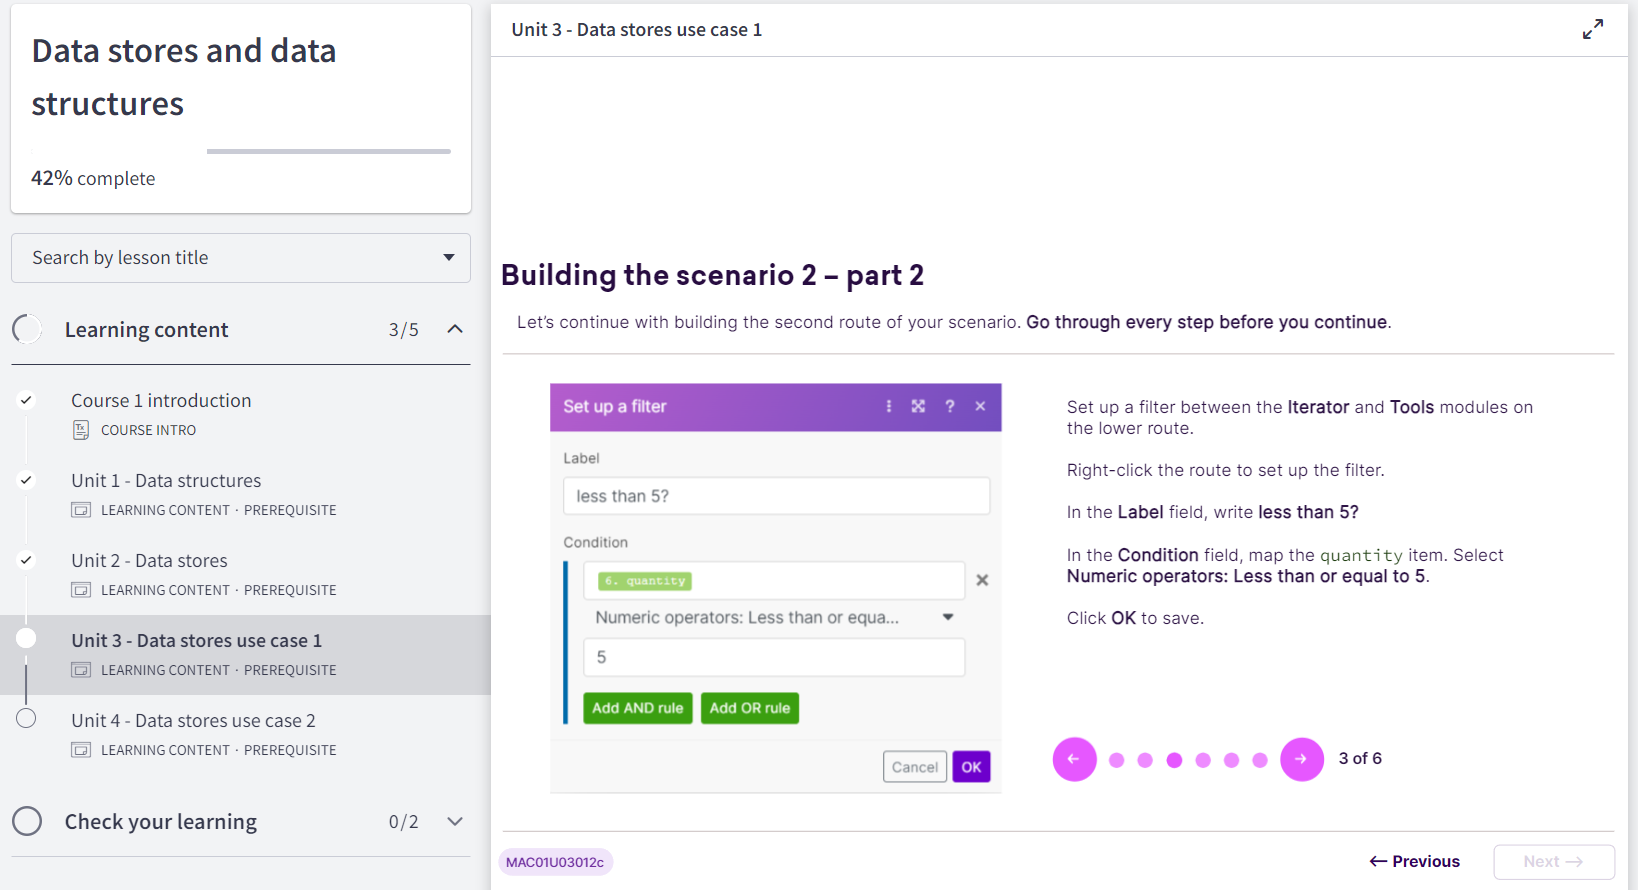 Data stores and data
structures
42% complete
Search by lesson title
Learning content 3/5
Course 1 introduction
COURSE INTRO
Unit 1 - Data structures
LEARNING CONTENT · PREREQUISITE
Unit 2 - Data stores
LEARNING CONTENT · PREREQUISITE
Unit 3 - Data stores use case 1
LEARNING CONTENT · PREREQUISITE
Unit 4 - Data stores use case 2
LEARNING CONTENT · PREREQUISITE
Check your learning 0/2
Unit 3 - Data stores use case 1
Building the scenario 2 – part 2
Let’s continue with building the second route of your scenario. Go through every step before you continue.
Set up a filter
Label
less than 5?
Condition
6. quantity
Numeric operators: Less than or equa...
5
Add AND rule Add OR rule
Cancel OK
Set up a filter between the Iterator and Tools modules on
the lower route.
Right-click the route to set up the filter.
In the Label field, write less than 5?
In the Condition field, map the quantity item. Select
Numeric operators: Less than or equal to 5.
Click OK to save.
3 of 6
MAC01U03012c
← Previous
Next →